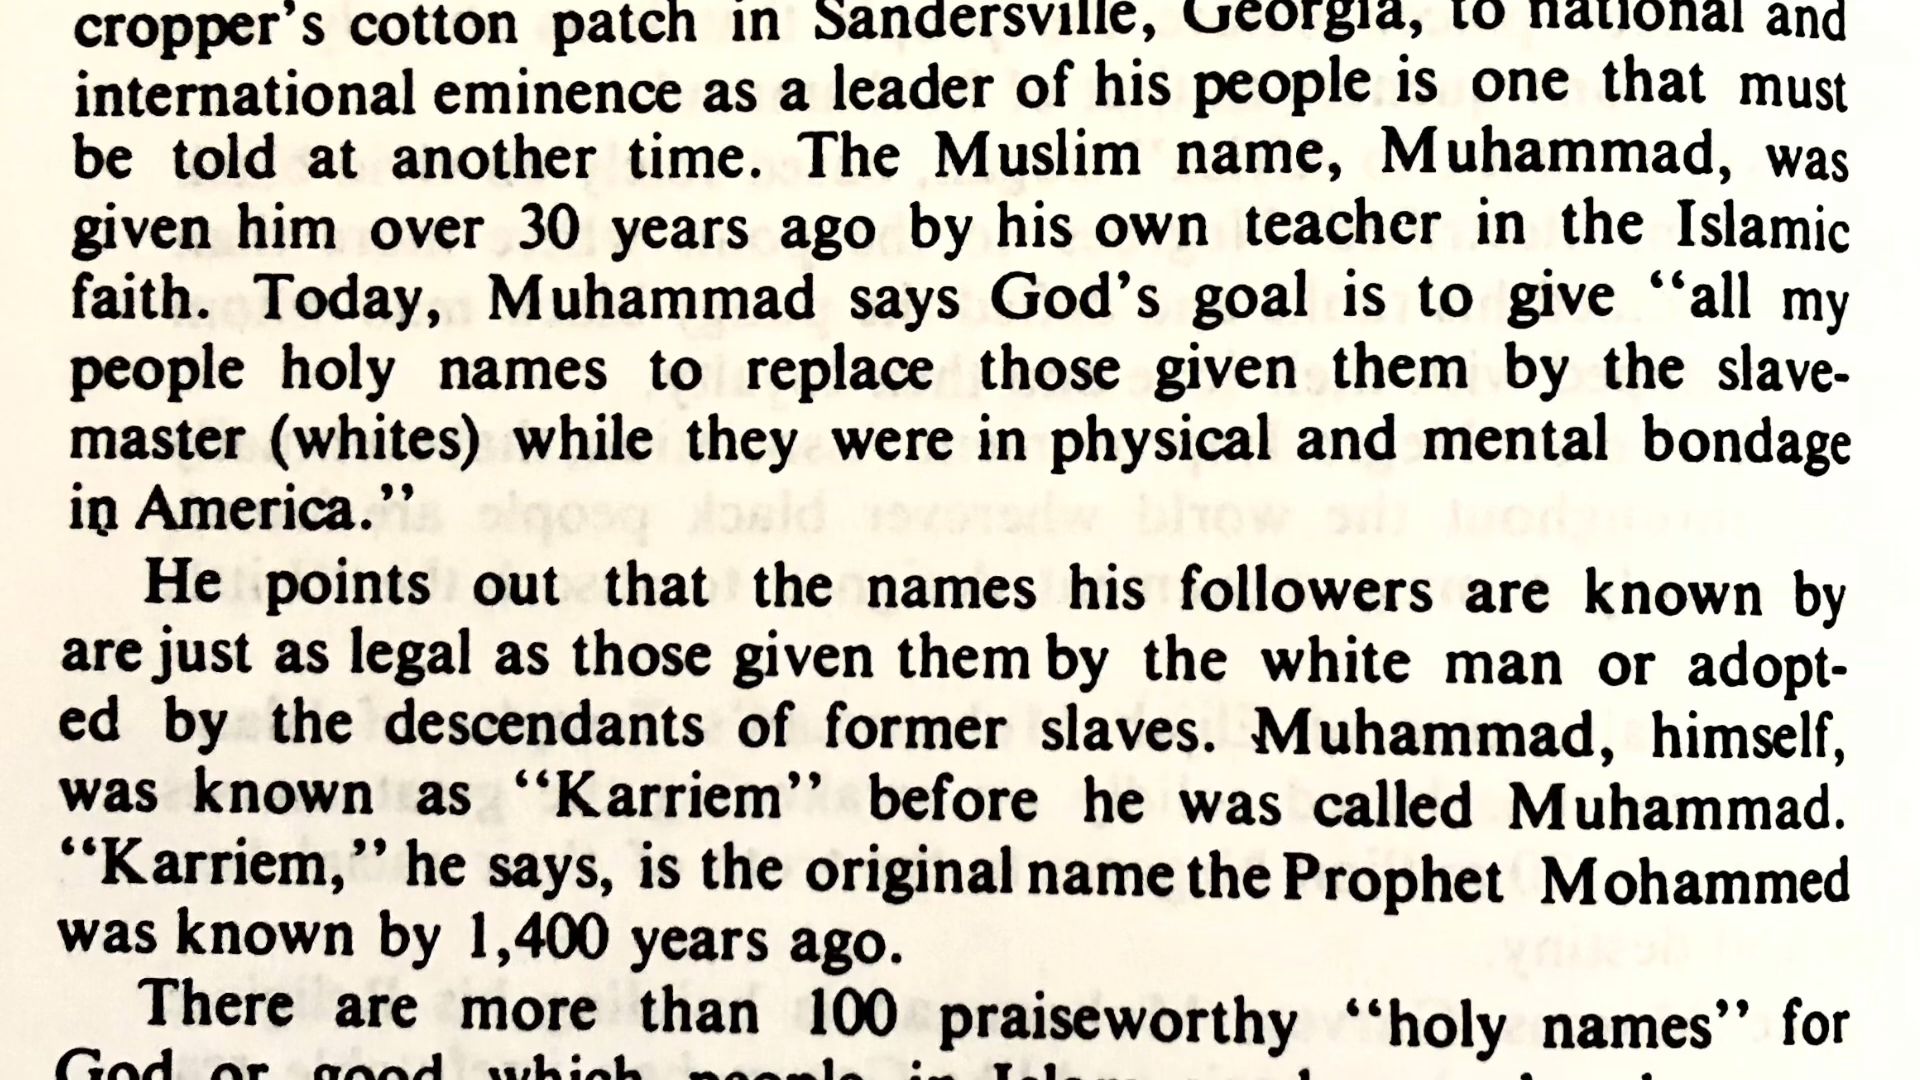 cropper's cotton patch in Sandersville, Georgia, to national and
international eminence as a leader of his people is one that must
be told at another time. The Muslim name, Muhammad, was
given him over 30 years ago by his own teacher in the Islamic
faith. Today, Muhammad says God's goal is to give “all my
people holy names to replace those given them by the slave-
master (whites) while they were in physical and mental bondage
in America.”
He points out that the names his followers are known by
are just as legal as those given them by the white man or adopt-
ed by the descendants of former slaves. Muhammad, himself,
was known as “Karriem” before he was called Muhammad.
“Karriem,” he says, is the original name the Prophet Mohammed
was known by 1,400 years ago.
There are more than 100 praiseworthy “holy names” for
God or good which people in Islam